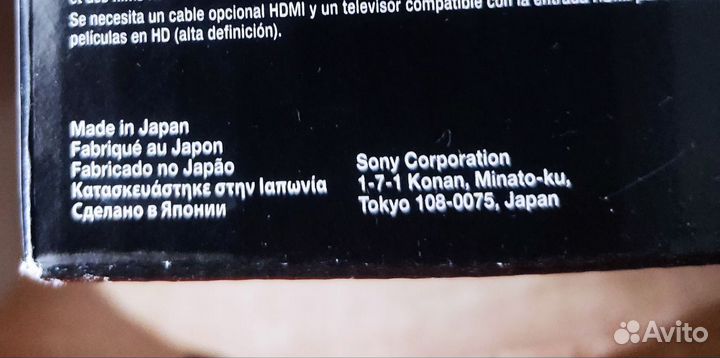 Se necesita un cable opcional HDMI y un televisor compatible con la entrada HDMI
películas en HD (alta definición).
Made in Japan
Fabriqué au Japon
Fabricado no Japão
Κατασκευάστηκε στην Ιαπωνία
Сделано в Японии
Sony Corporation
1-7-1 Konan, Minato-ku,
Tokyo 108-0075, Japan
Avito